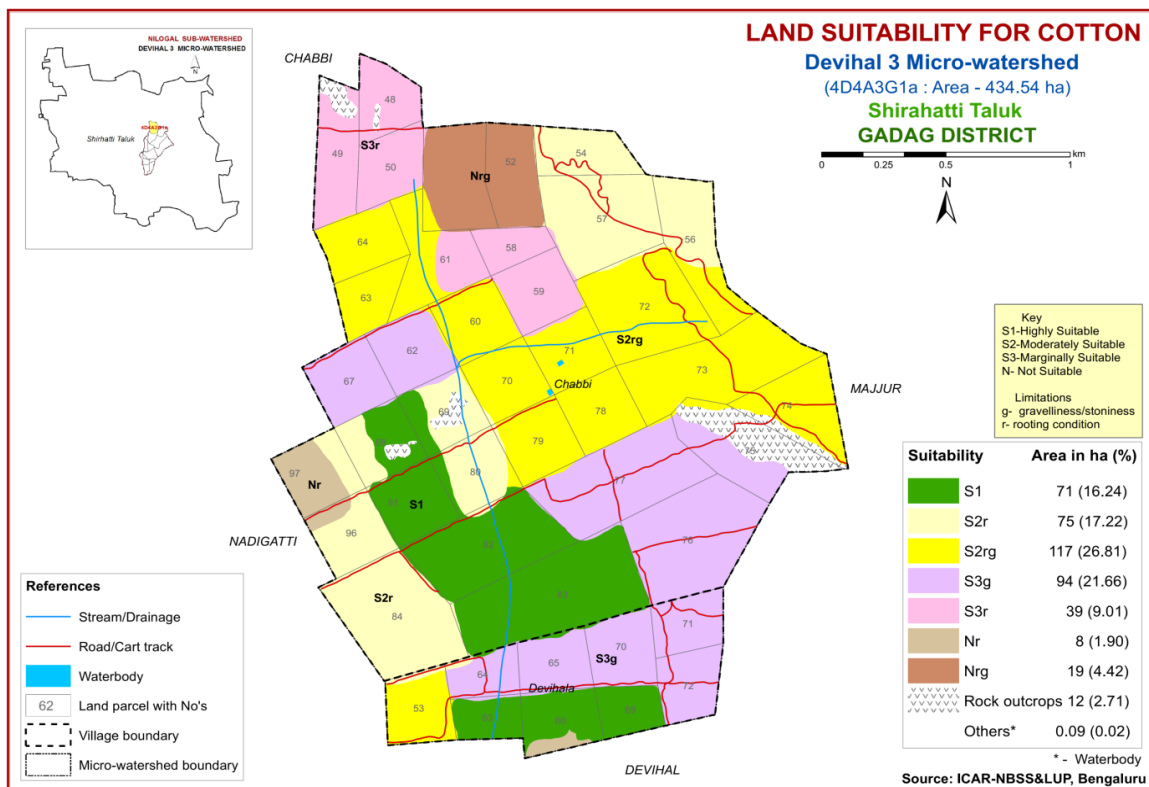 NILOGAL SUB-WATERSHED
DEVIHAL 3 MICRO-WATERSHED
N
4D4A3G1a
Shirhatti Taluk
LAND SUITABILITY FOR COTTON
Devihal 3 Micro-watershed
(4D4A3G1a : Area - 434.54 ha)
Shirahatti Taluk
GADAG DISTRICT
km
0 0.25 0.5 1
N
CHABBI
48
49
S3r
50
52
Nrg
54
57
56
64
61
58
63
59
60
72
S2rg
62
71
67
70
Chabbi
73
MAJJUR
69
78
74
79
75
97
Nr
80
77
S1
96
NADIGATTI
76
S2r
84
83
71
70
65
S3g
64
Devihala
72
53
DEVIHAL
Key
S1-Highly Suitable
S2-Moderately Suitable
S3-Marginally Suitable
N- Not Suitable
Limitations
g- gravelliness/stoniness
r- rooting condition
Suitability Area in ha (%)
S1 71 (16.24)
S2r 75 (17.22)
S2rg 117 (26.81)
S3g 94 (21.66)
S3r 39 (9.01)
Nr 8 (1.90)
Nrg 19 (4.42)
Rock outcrops 12 (2.71)
Others* 0.09 (0.02)
* - Waterbody
Source: ICAR-NBSS&LUP, Bengaluru
References
Stream/Drainage
Road/Cart track
Waterbody
62 Land parcel with No's
Village boundary
Micro-watershed boundary